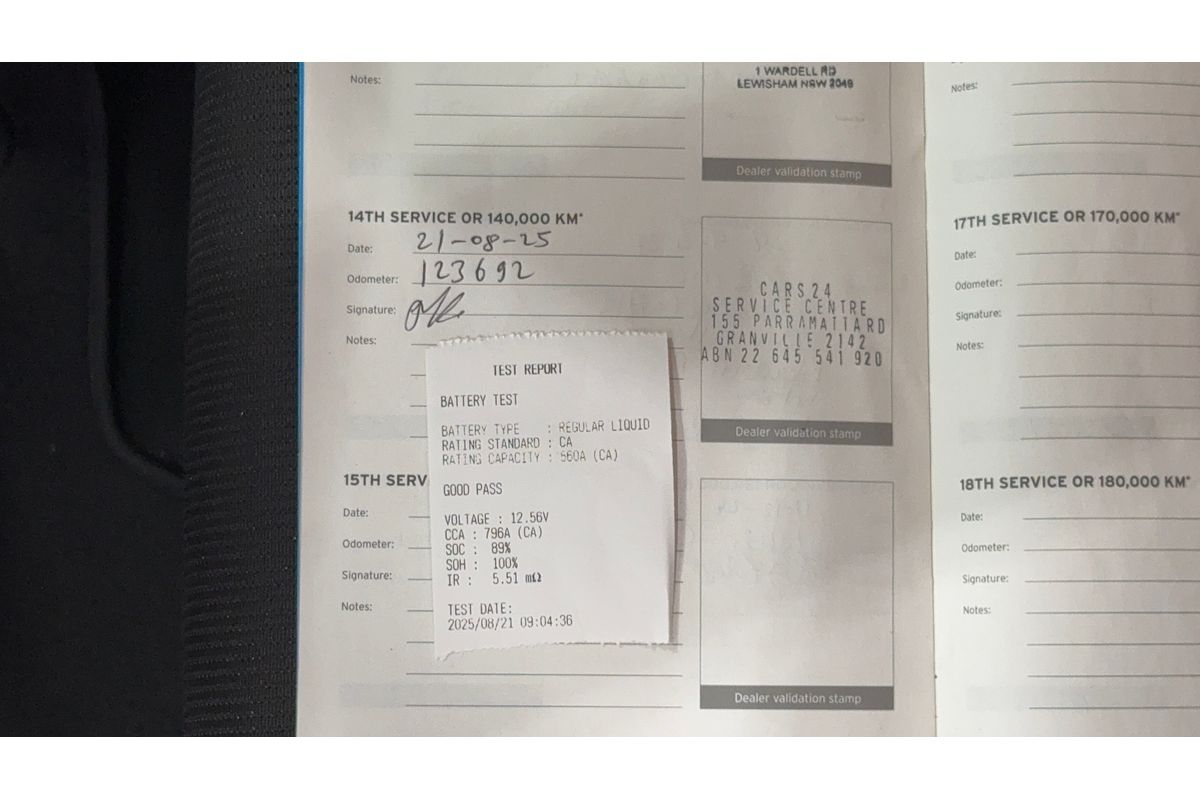 Notes:
1 WARDELL RD
LEWISHAM NSW 2049
Dealer validation stamp
14TH SERVICE OR 140,000 KM*
Date: 21-08-25
Odometer: 123692
Signature:
Notes:
CARS24
SERVICE CENTRE
155 PARRAMATTARD
GRANVILLE 2142
ABN 22 645 541 920
Dealer validation stamp
TEST REPORT
BATTERY TEST
BATTERY TYPE : REGULAR LIQUID
RATING STANDARD : CA
RATING CAPACITY : 560A (CA)
GOOD PASS
VOLTAGE : 12.56V
CCA : 796A (CA)
SOC : 89%
SOH : 100%
IR : 5.51 mΩ
TEST DATE:
2025/08/21 09:04:36
15TH SERV
Date:
Odometer:
Signature:
Notes:
Dealer validation stamp
Notes:
17TH SERVICE OR 170,000 KM*
Date:
Odometer:
Signature:
Notes:
18TH SERVICE OR 180,000 KM*
Date:
Odometer:
Signature:
Notes: